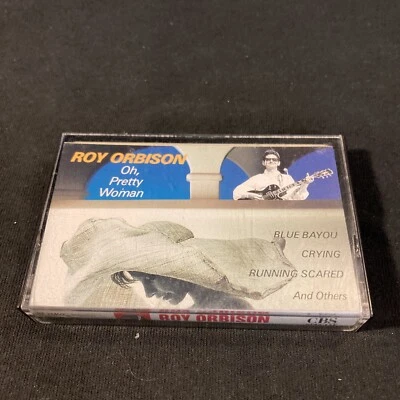 ROY ORBISON
Oh,
Pretty
Woman
BLUE BAYOU
CRYING
RUNNING SCARED
And Others
ROY ORBISON
CBS